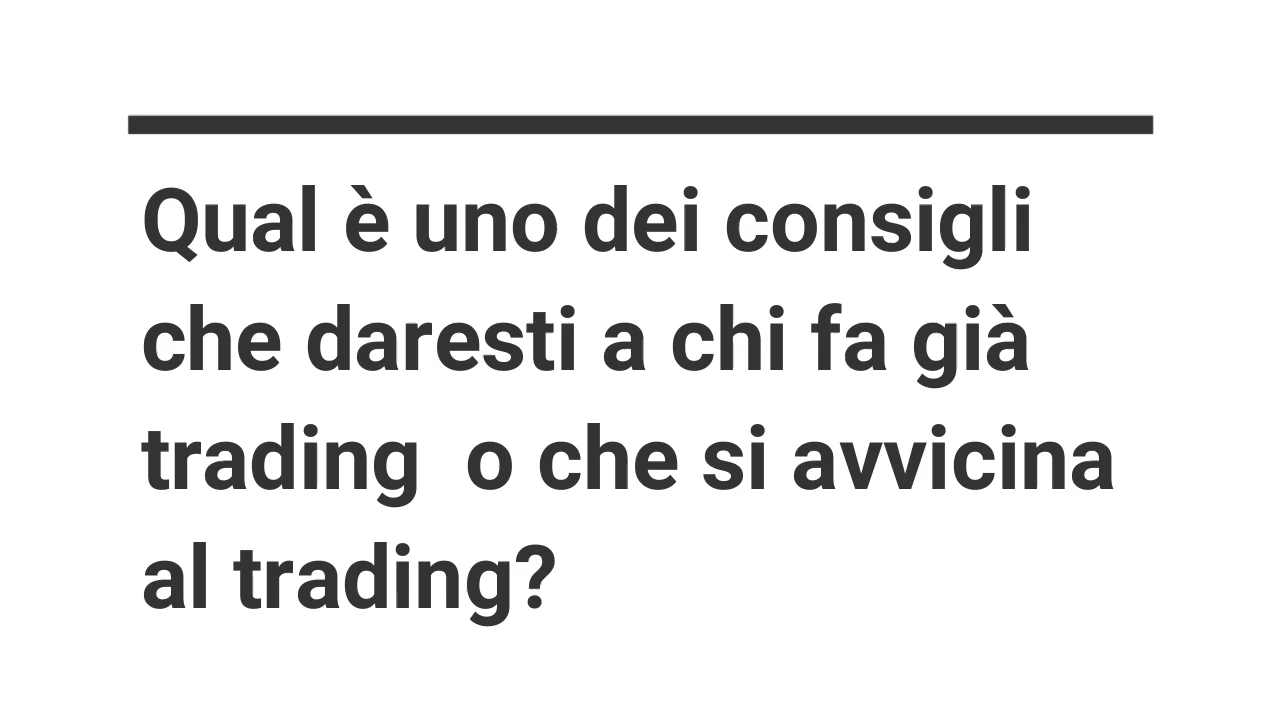 Qual è uno dei consigli
che daresti a chi fa già
trading  o che si avvicina
al trading?